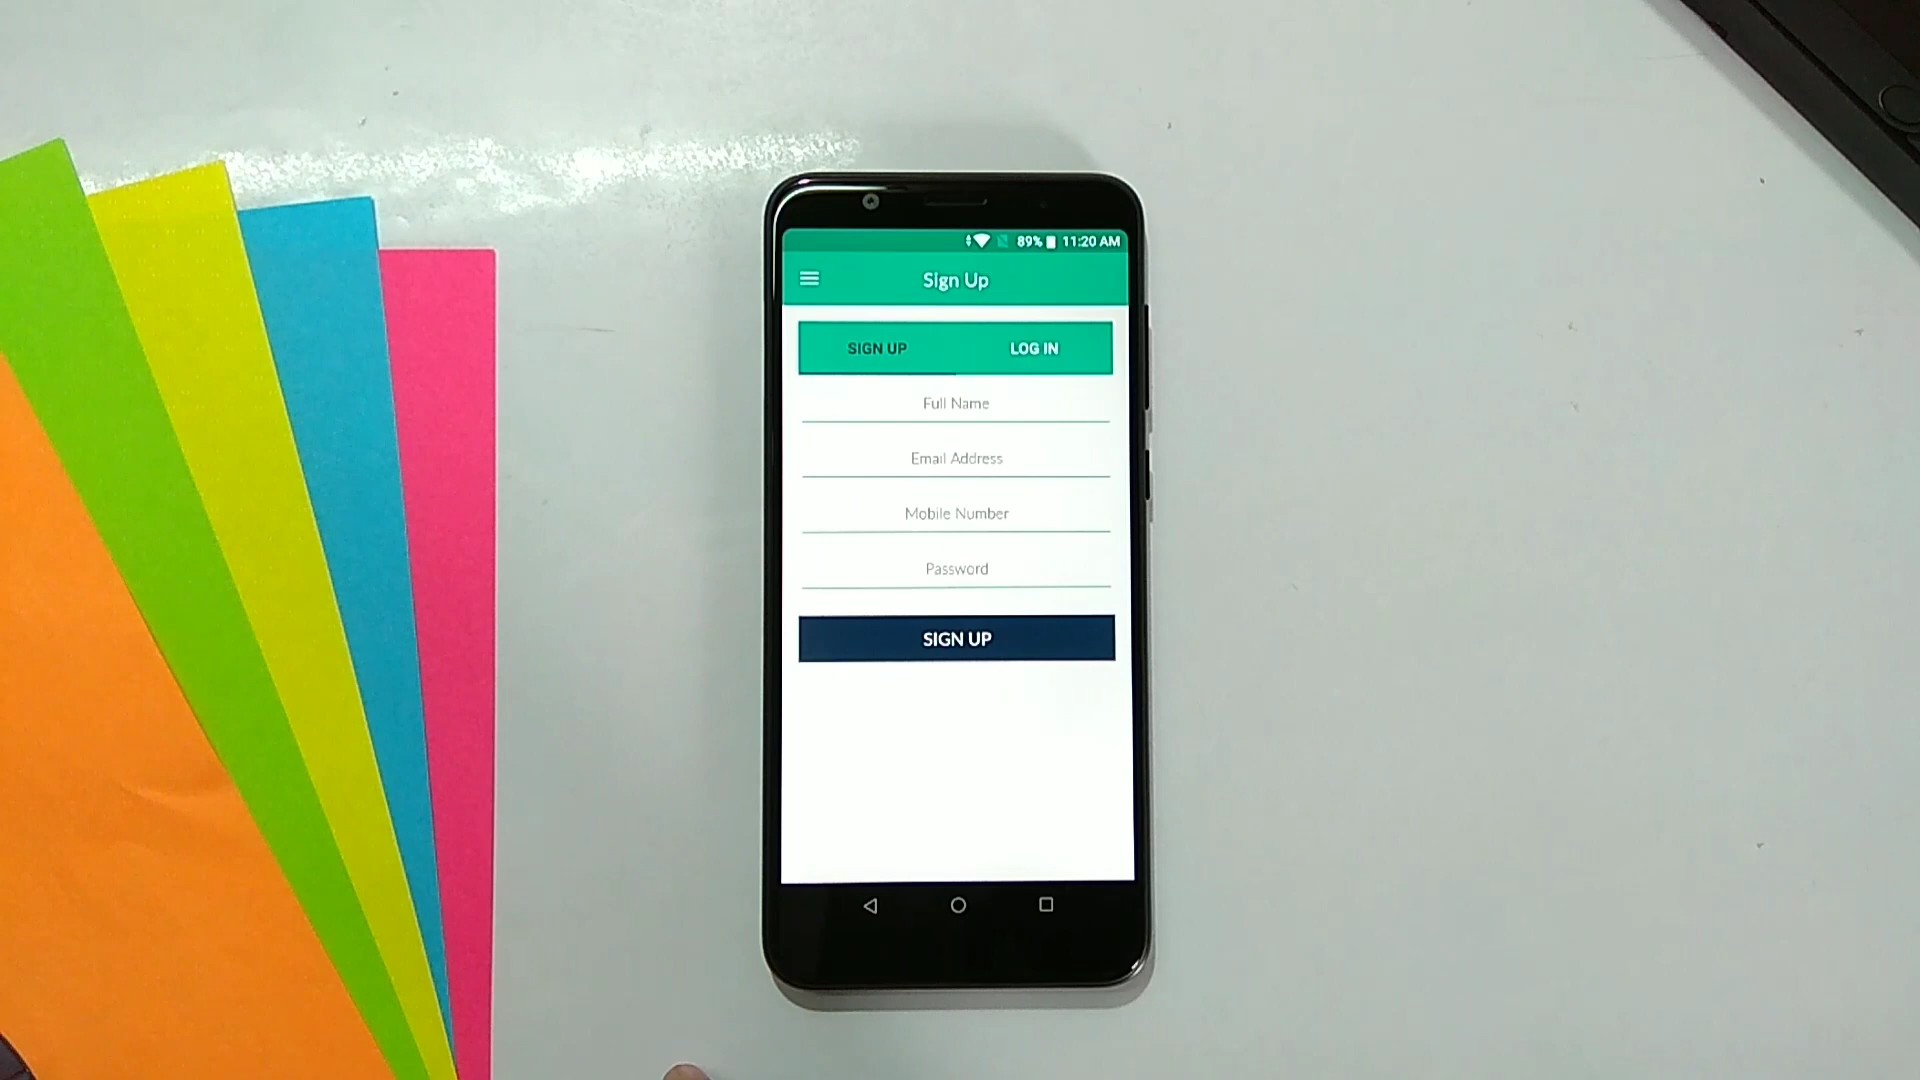 89% 11:20 AM
Sign Up
SIGN UP LOG IN
Full Name
Email Address
Mobile Number
Password
SIGN UP